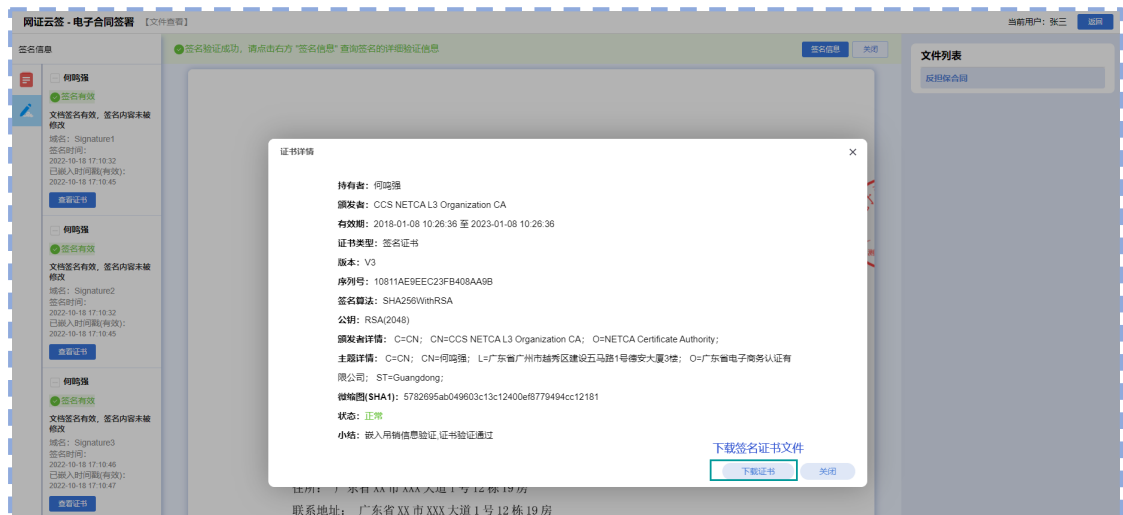 网证云签 - 电子合同签署 【文件查看】
当前用户：张三 返回
签名信息
签名验证成功，请点击右方 "签名信息" 查询签名的详细验证信息
签名信息 关闭
文件列表
反担保合同
何鸣强
签名有效
文档签名有效，签名内容未被
修改
域名：Signature1
签名时间：
2022-10-18 17:10:32
已嵌入时间戳(有效)：
2022-10-18 17:10:45
查看证书
何鸣强
签名有效
文档签名有效，签名内容未被
修改
域名：Signature2
签名时间：
2022-10-18 17:10:32
已嵌入时间戳(有效)：
2022-10-18 17:10:45
查看证书
何鸣强
签名有效
文档签名有效，签名内容未被
修改
域名：Signature3
签名时间：
2022-10-18 17:10:46
已嵌入时间戳(有效)：
2022-10-18 17:10:47
查看证书
证书详情
持有者：何鸣强
颁发者：CCS NETCA L3 Organization CA
有效期：2018-01-08 10:26:36 至 2023-01-08 10:26:36
证书类型：签名证书
版本：V3
序列号：10811AE9EEC23FB408AA9B
签名算法：SHA256WithRSA
公钥：RSA(2048)
颁发者详情：C=CN； CN=CCS NETCA L3 Organization CA； O=NETCA Certificate Authority；
主题详情：C=CN； CN=何鸣强； L=广东省广州市越秀区建设五马路1号德安大厦3楼； O=广东省电子商务认证有
限公司； ST=Guangdong；
微缩图(SHA1)：5782695ab049603c13c12400ef8779494cc12181
状态：正常
小结：嵌入吊销信息验证,证书验证通过
下载签名证书文件
下载证书 关闭
住所： 广东省 XX 市 XXX 大道 1 号 12 栋 19 房
联系地址： 广东省 XX 市 XXX 大道 1 号 12 栋 19 房